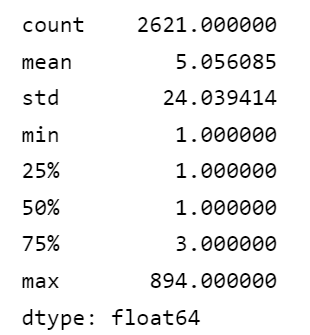 count    2621.000000
mean        5.056085
std        24.039414
min         1.000000
25%         1.000000
50%         1.000000
75%         3.000000
max       894.000000
dtype: float64